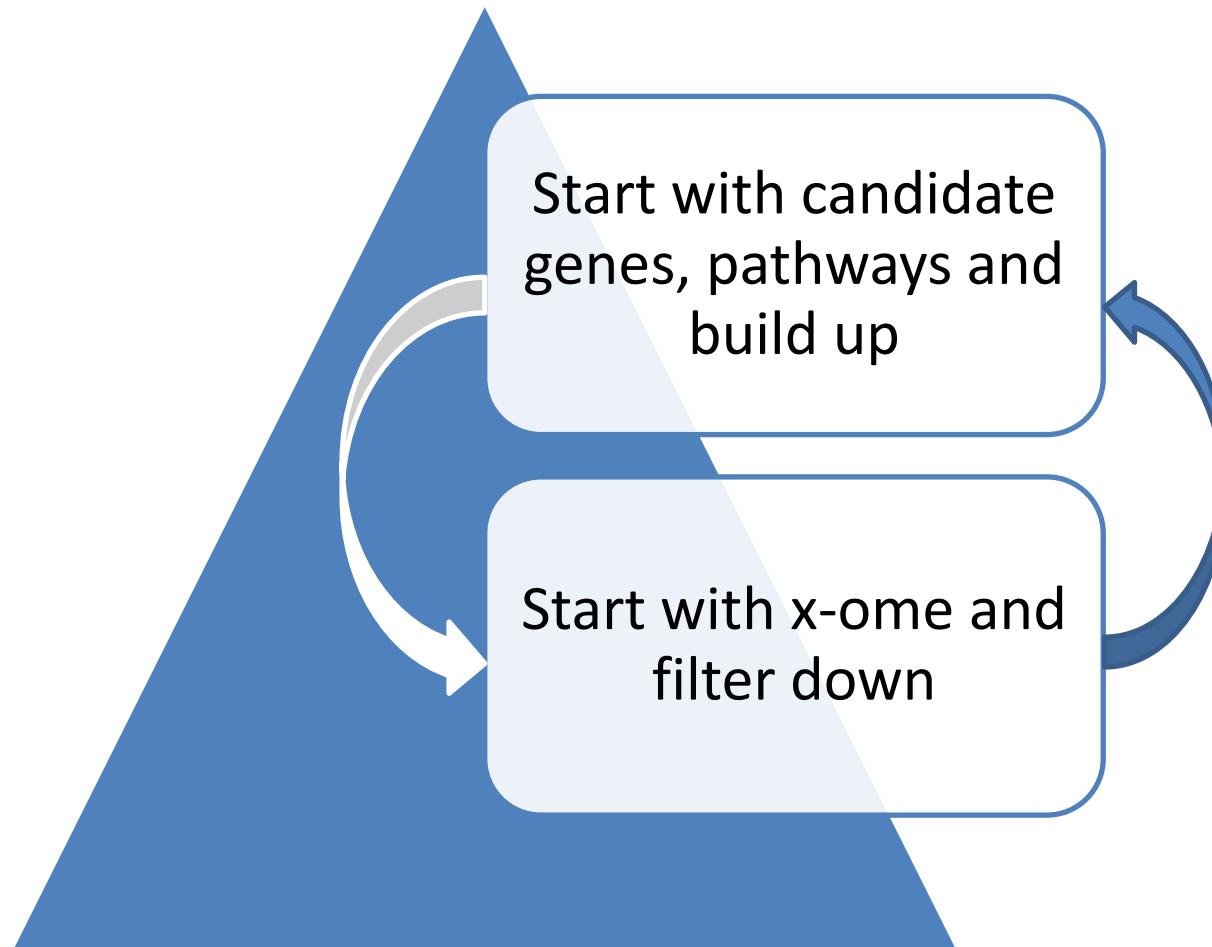 Start with candidate
genes, pathways and
build up
Start with x-ome and
filter down